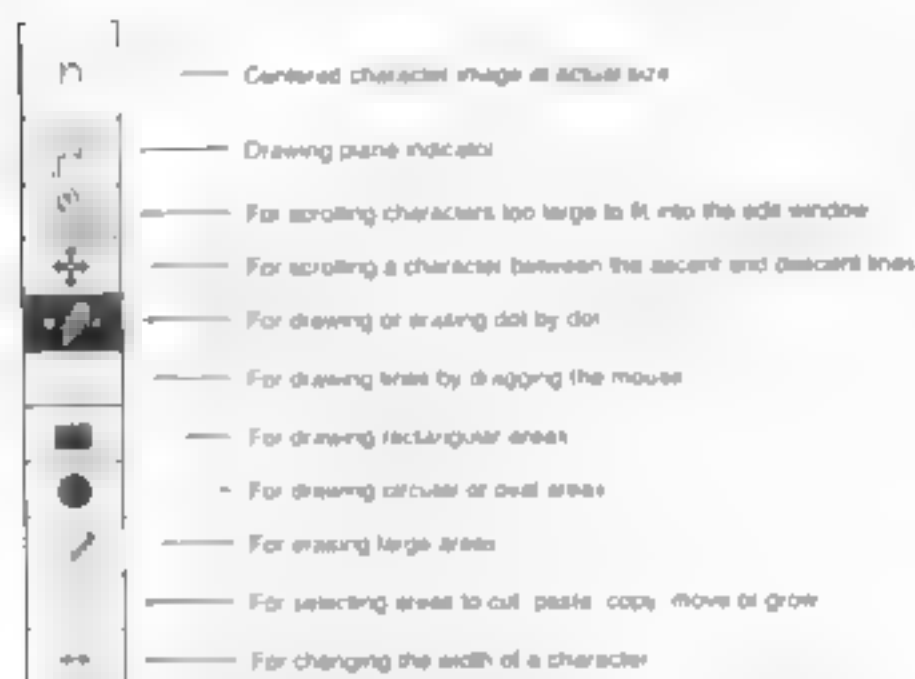 n
Centered character image at actual size
Drawing plane indicator
For scrolling characters too large to fit into the edit window
For scrolling a character between the ascent and descent lines
For drawing or erasing dot by dot
For drawing lines by dragging the mouse
For drawing rectangular areas
For drawing circular or oval areas
For erasing large areas
For selecting areas to cut paste copy move or grow
For changing the width of a character